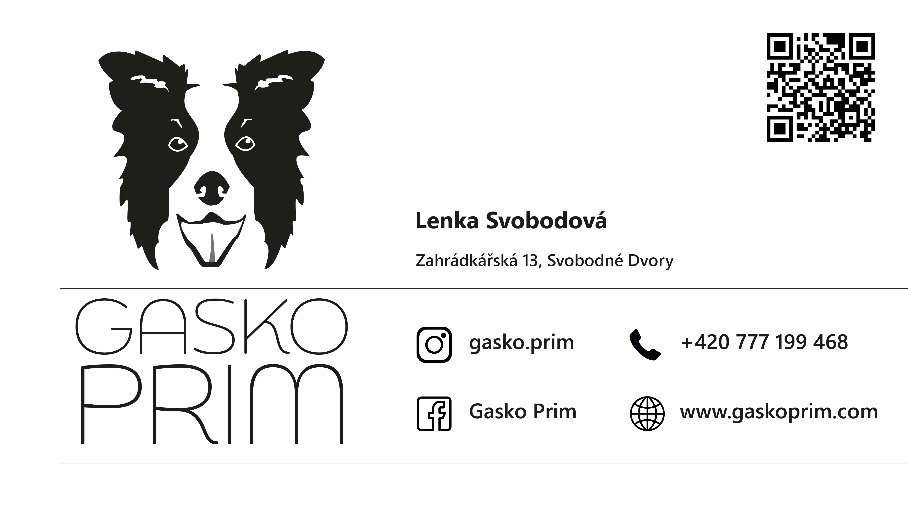 Lenka Svobodová
Zahrádkářská 13, Svobodné Dvory
GASKO
PRIM
gasko.prim
+420 777 199 468
Gasko Prim
www.gaskoprim.com